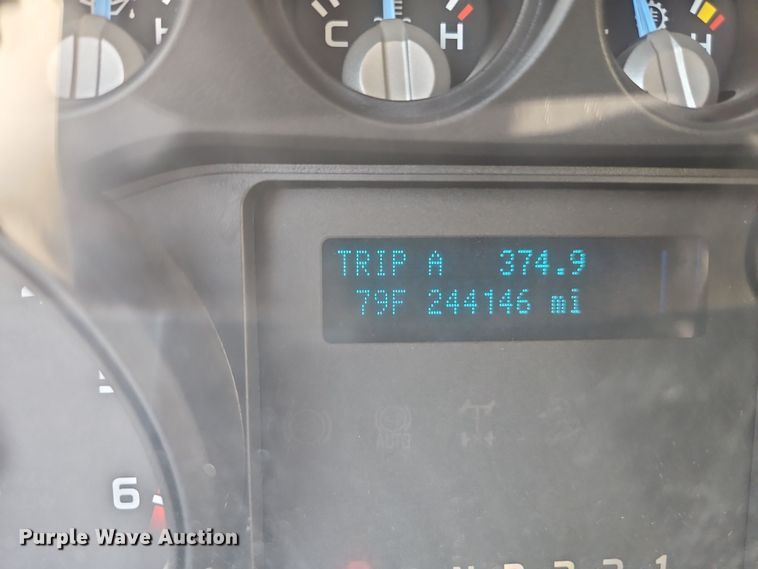 H
C H
H
TRIP A 374.9
79F 244146 mi
6
Purple Wave Auction